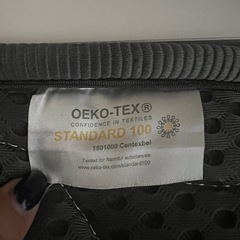 OEKO-TEX®
CONFIDENCE IN TEXTILES
STANDARD 100
1801000 Centexbel
Tested for harmful substances
www.oeko-tex.com/standard100